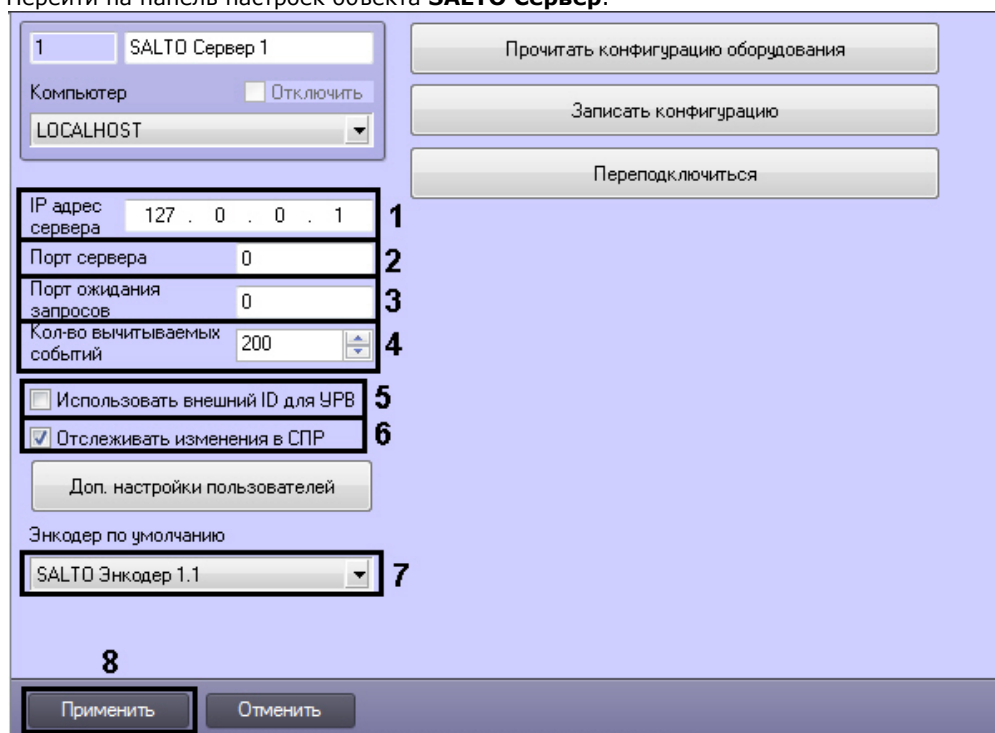 Перейти на панель настроек объекта SALTO Сервер.
1 SALTO Сервер 1
Компьютер Отключить
LOCALHOST
Прочитать конфигурацию оборудования
Записать конфигурацию
Переподключиться
IP адрес
сервера
127 . 0 . 0 . 1 1
Порт сервера 0 2
Порт ожидания
запросов
0 3
Кол-во вычитываемых
событий
200 4
Использовать внешний ID для УРВ 5
Отслеживать изменения в СПР 6
Доп. настройки пользователей
Энкодер по умолчанию
SALTO Энкодер 1.1 7
8
Применить Отменить